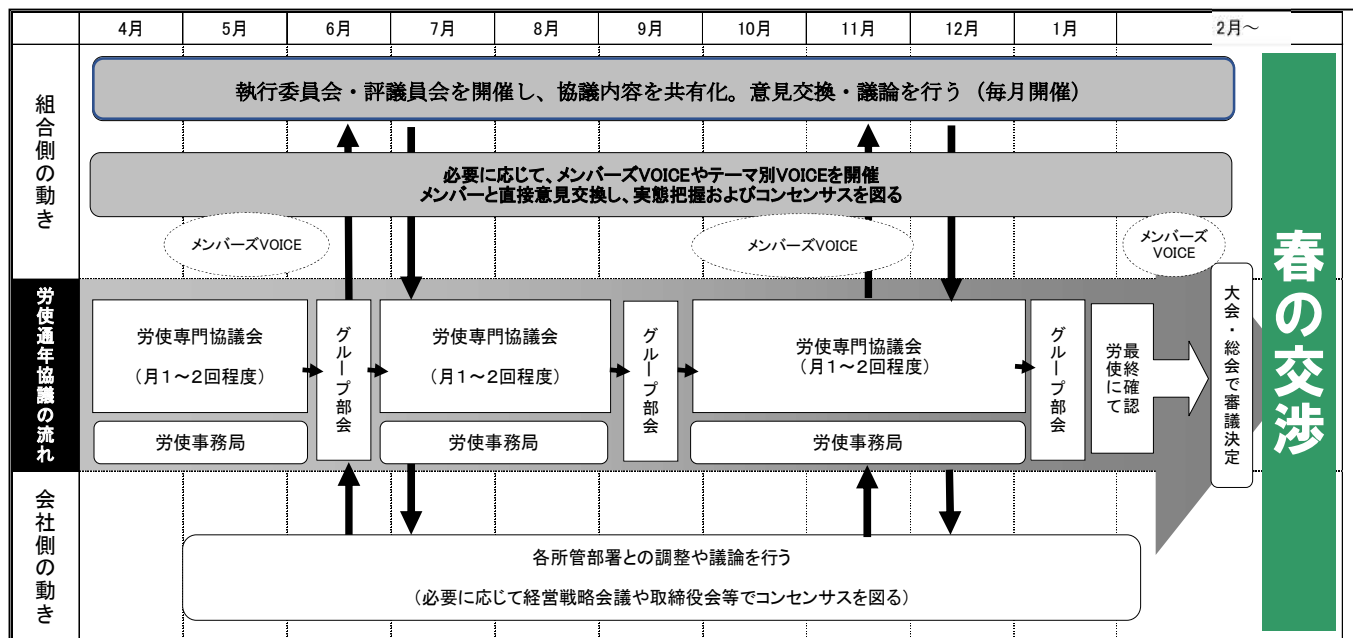 4月
5月
6月
7月
8月
9月
10月
11月
12月
1月
2月～
組合側の動き
執行委員会・評議員会を開催し、協議内容を共有化。意見交換・議論を行う（毎月開催）
必要に応じて、メンバーズVOICEやテーマ別VOICEを開催
メンバーと直接意見交換し、実態把握およびコンセンサスを図る
メンバーズVOICE
メンバーズVOICE
メンバーズ
VOICE
労使通年協議の流れ
労使専門協議会
（月１～２回程度）
労使事務局
グループ部会
労使専門協議会
（月１～２回程度）
労使事務局
グループ部会
労使専門協議会
（月１～２回程度）
労使事務局
グループ部会
労使にて
最終確認
大会・総会で審議決定
春の交渉
会社側の動き
各所管部署との調整や議論を行う
（必要に応じて経営戦略会議や取締役会等でコンセンサスを図る）